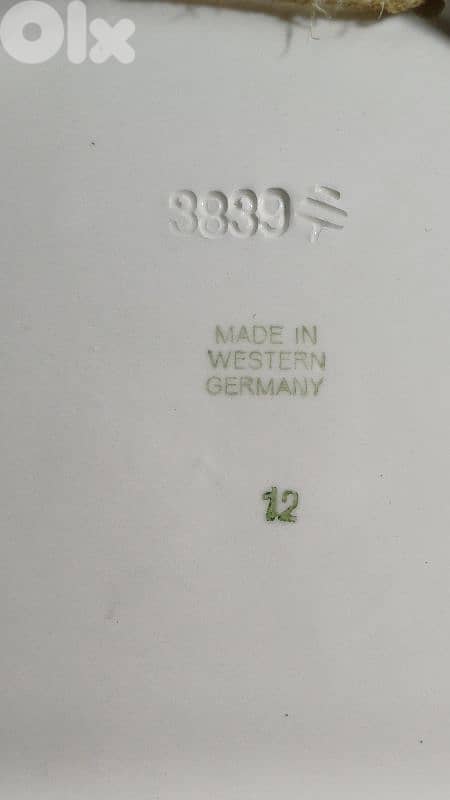 OLX
3839
MADE IN
WESTERN
GERMANY
12